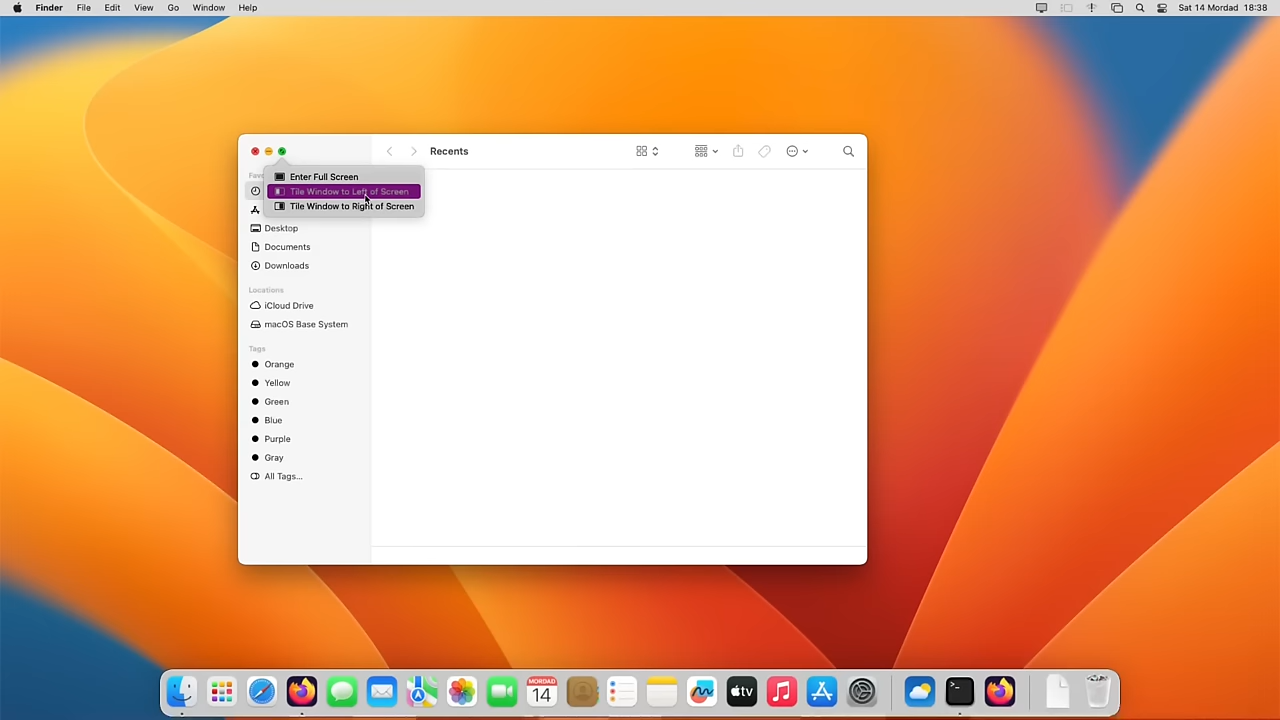 Finder File Edit View Go Window Help Sat 14 Mordad 18:38
Recents
Enter Full Screen
Tile Window to Left of Screen
Tile Window to Right of Screen
Desktop
Documents
Downloads
Locations
iCloud Drive
macOS Base System
Tags
Orange
Yellow
Green
Blue
Purple
Gray
All Tags...
MORDAD
14
tv